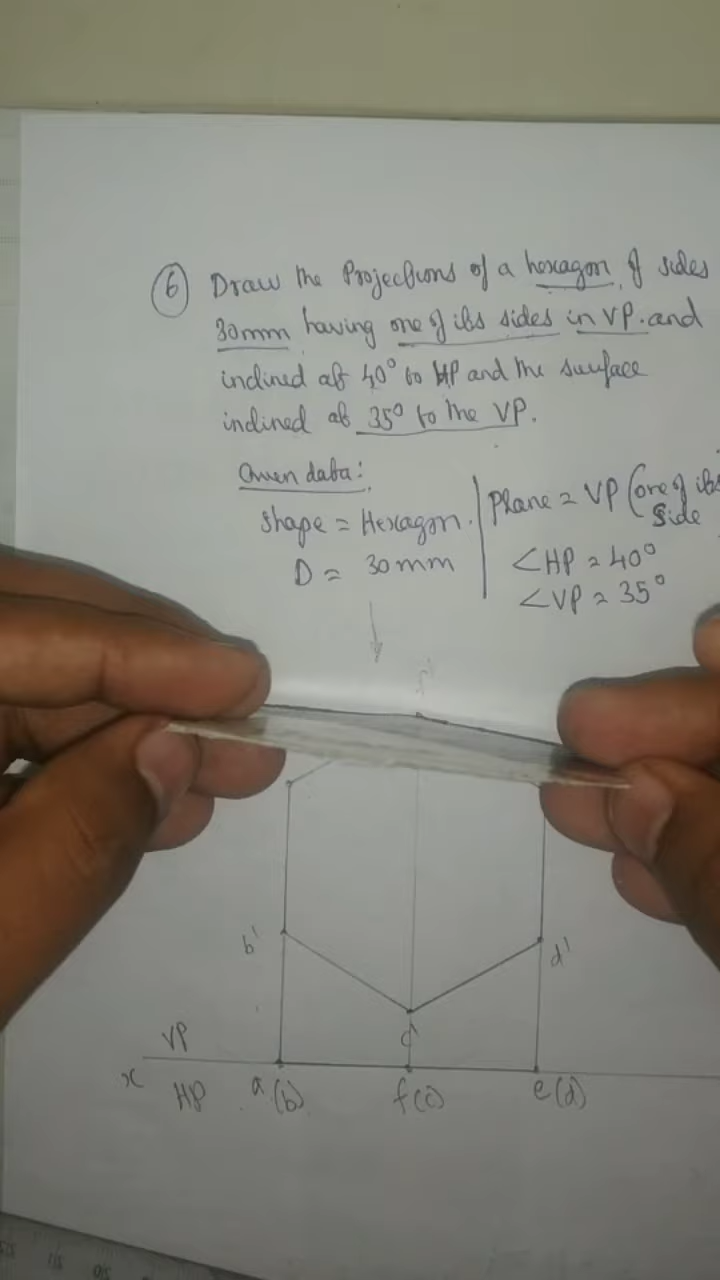 6 Draw the Projections of a hexagon of sides
30mm having one of its sides in VP. and
inclined at 40° to HP and the surface
inclined at 35° to the VP.
Given data:
Shape = Hexagon.
D = 30mm
Plane = VP (one of its
side
∠HP = 40°
∠VP = 35°
f'
b'
d'
c'
VP
x
HP
a (b)
f(c)
e(d)